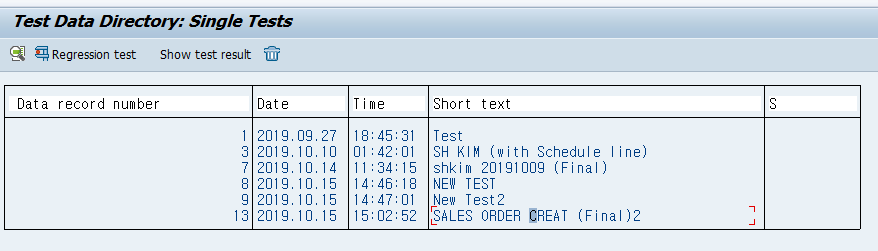 Test Data Directory: Single Tests
Regression test Show test result
Data record number Date Time Short text S
1 2019.09.27 18:45:31 Test
3 2019.10.10 01:42:01 SH KIM (with Schedule line)
7 2019.10.14 11:34:15 shkim 20191009 (Final)
8 2019.10.15 14:46:18 NEW TEST
9 2019.10.15 14:47:01 New Test2
13 2019.10.15 15:02:52 SALES ORDER CREAT (Final)2